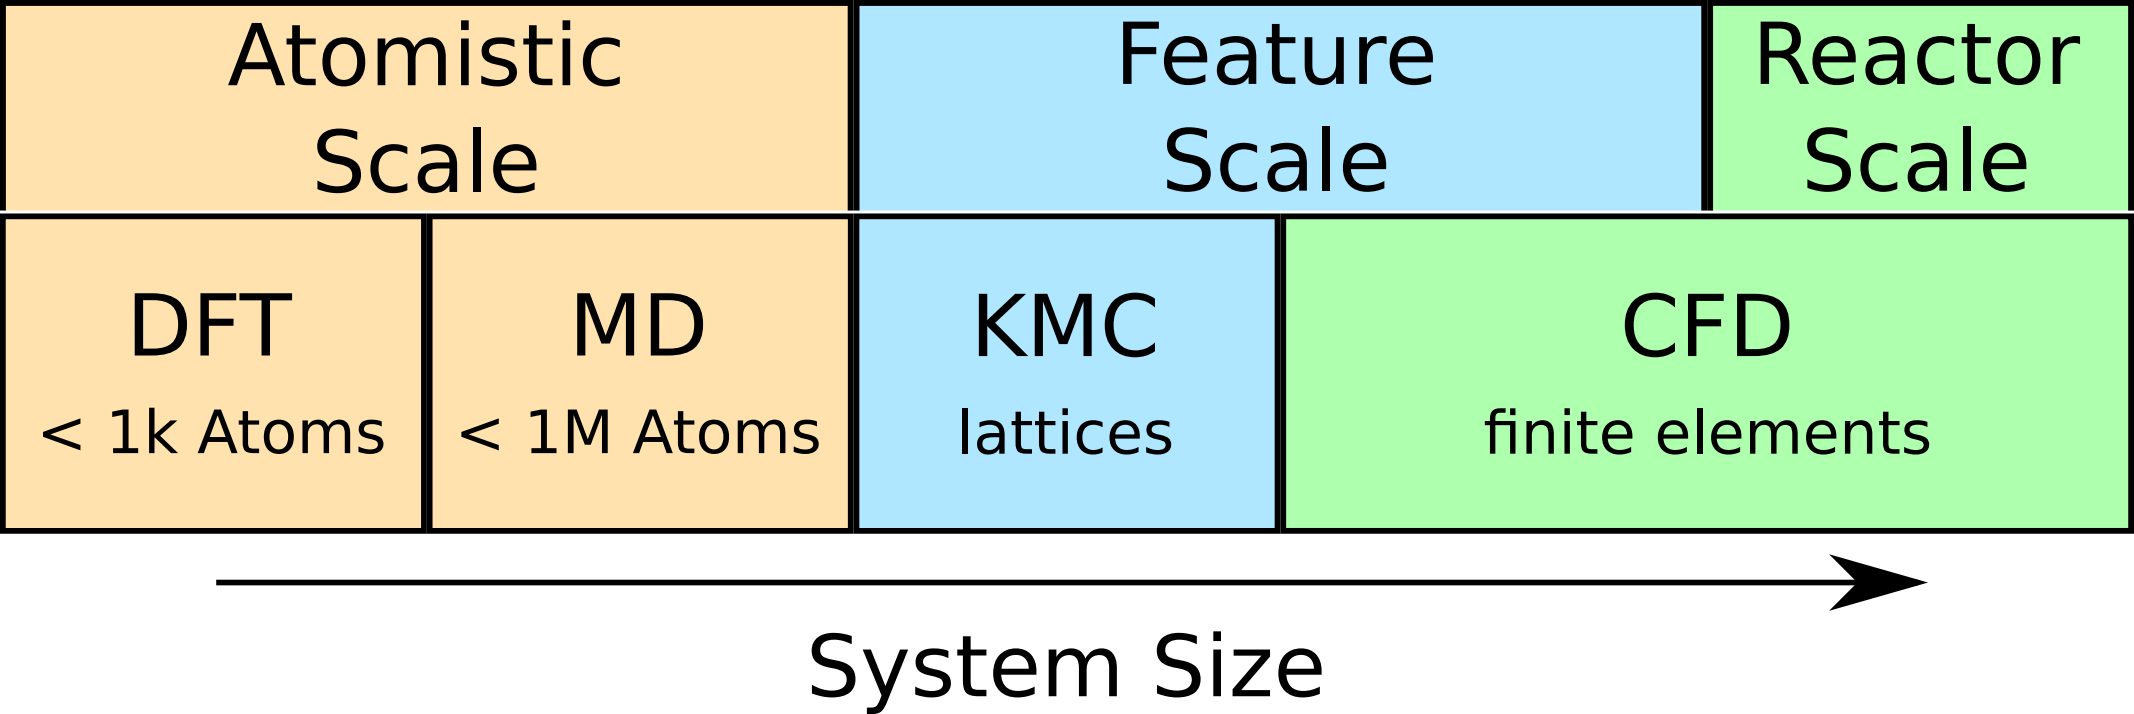 Atomistic
Scale
Feature
Scale
Reactor
Scale
DFT
< 1k Atoms
MD
< 1M Atoms
KMC
lattices
CFD
finite elements
System Size